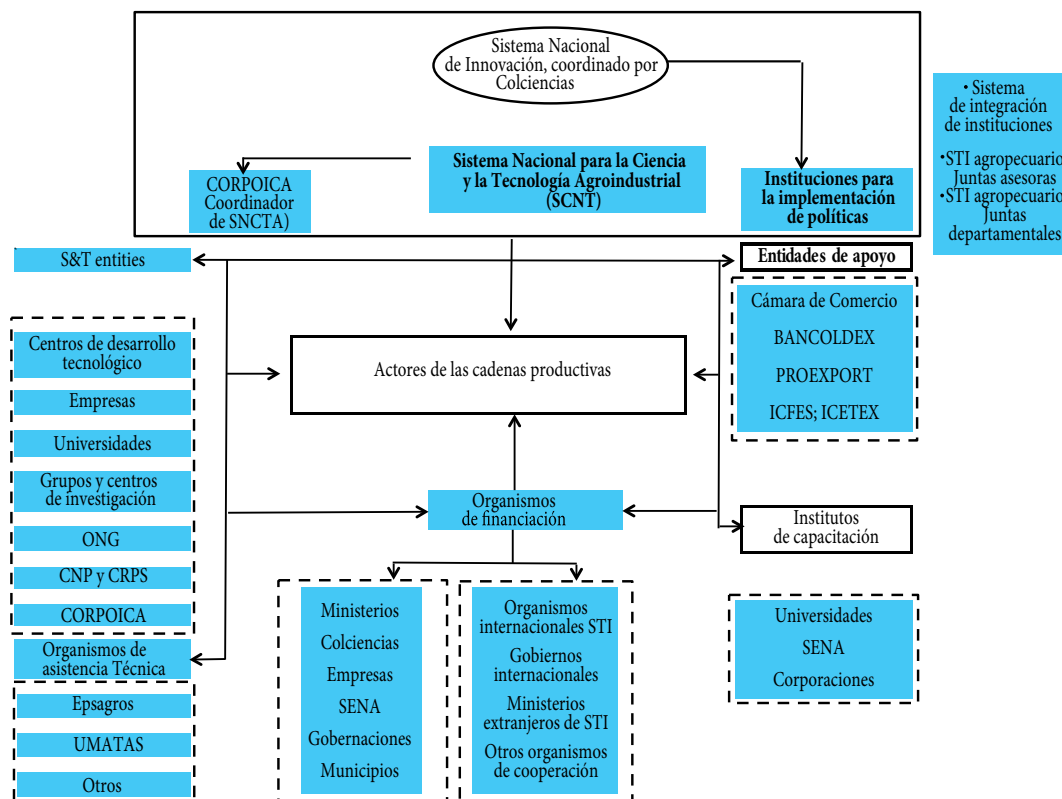 Sistema Nacional
de Innovación, coordinado por
Colciencias
• Sistema
de integración
de instituciones
•STI agropecuario
Juntas asesoras
•STI agropecuario
Juntas
departamentales
CORPOICA
Coordinador
de SNCTA)
Sistema Nacional para la Ciencia
y la Tecnología Agroindustrial
(SCNT)
Instituciones para
la implementación
de políticas
S&T entities
Entidades de apoyo
Centros de desarrollo
tecnológico
Empresas
Universidades
Grupos y centros
de investigación
ONG
CNP y CRPS
CORPOICA
Actores de las cadenas productivas
Cámara de Comercio
BANCOLDEX
PROEXPORT
ICFES; ICETEX
Organismos
de financiación
Institutos
de capacitación
Organismos de
asistencia Técnica
Epsagros
UMATAS
Otros
Ministerios
Colciencias
Empresas
SENA
Gobernaciones
Municipios
Organismos
internacionales STI
Gobiernos
internacionales
Ministerios
extranjeros de STI
Otros organismos
de cooperación
Universidades
SENA
Corporaciones